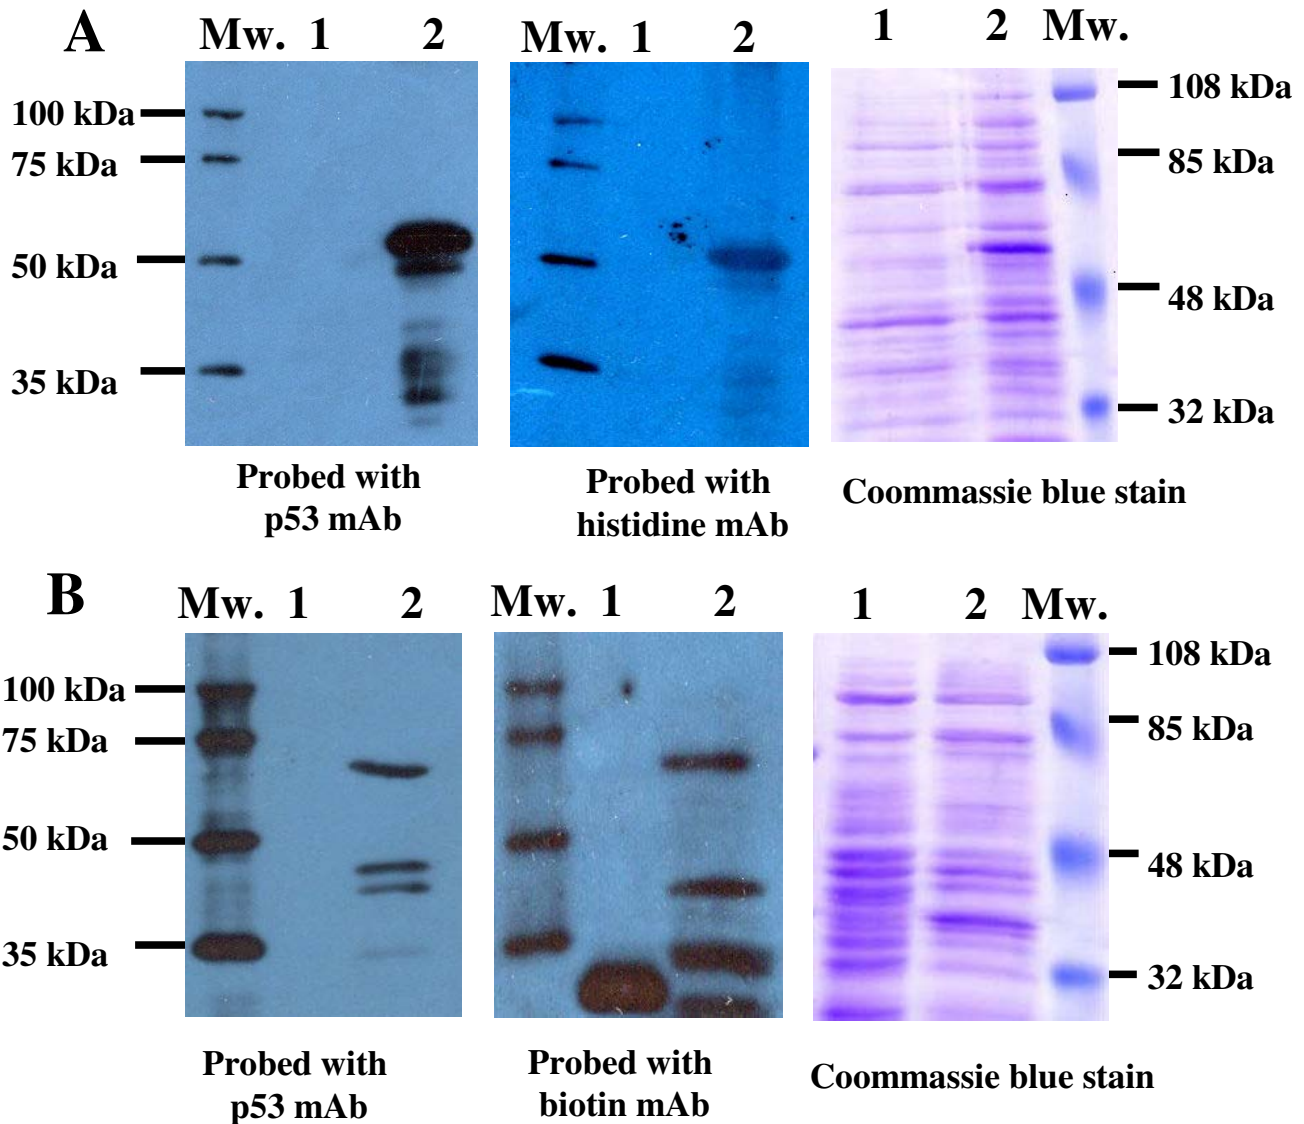 A
Mw. 1 2
Mw. 1 2
1 2 Mw.
100 kDa
75 kDa
50 kDa
35 kDa
108 kDa
85 kDa
48 kDa
32 kDa
Probed with
p53 mAb
Probed with
histidine mAb
Coommassie blue stain
B
Mw. 1 2
Mw. 1 2
1 2 Mw.
100 kDa
75 kDa
50 kDa
35 kDa
108 kDa
85 kDa
48 kDa
32 kDa
Probed with
p53 mAb
Probed with
biotin mAb
Coommassie blue stain